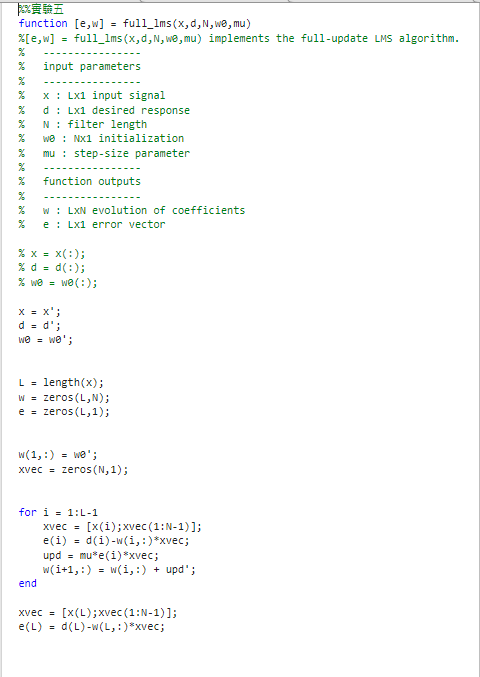 %%實驗五
function [e,w] = full_lms(x,d,N,w0,mu)
%[e,w] = full_lms(x,d,N,w0,mu) implements the full-update LMS algorithm.
%   ----------------
%   input parameters
%   ----------------
%   x : Lx1 input signal
%   d : Lx1 desired response
%   N : filter length
%   w0 : Nx1 initialization
%   mu : step-size parameter
%   ----------------
%   function outputs
%   ----------------
%   w : LxN evolution of coefficients
%   e : Lx1 error vector
% x = x(:);
% d = d(:);
% w0 = w0(:);
x = x';
d = d';
w0 = w0';
L = length(x);
w = zeros(L,N);
e = zeros(L,1);
w(1,:) = w0';
xvec = zeros(N,1);
for i = 1:L-1
    xvec = [x(i);xvec(1:N-1)];
    e(i) = d(i)-w(i,:)*xvec;
    upd = mu*e(i)*xvec;
    w(i+1,:) = w(i,:) + upd';
end
xvec = [x(L);xvec(1:N-1)];
e(L) = d(L)-w(L,:)*xvec;